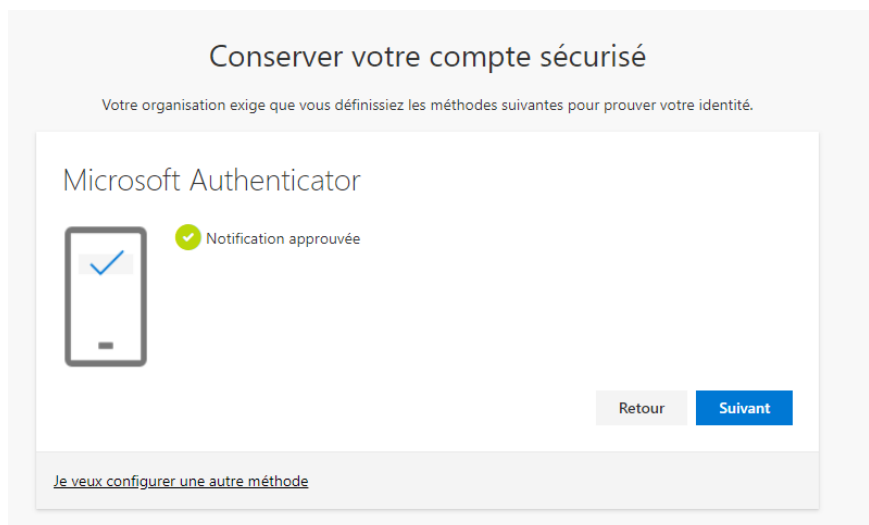 Conserver votre compte sécurisé
Votre organisation exige que vous définissiez les méthodes suivantes pour prouver votre identité.
Microsoft Authenticator
Notification approuvée
Retour
Suivant
Je veux configurer une autre méthode